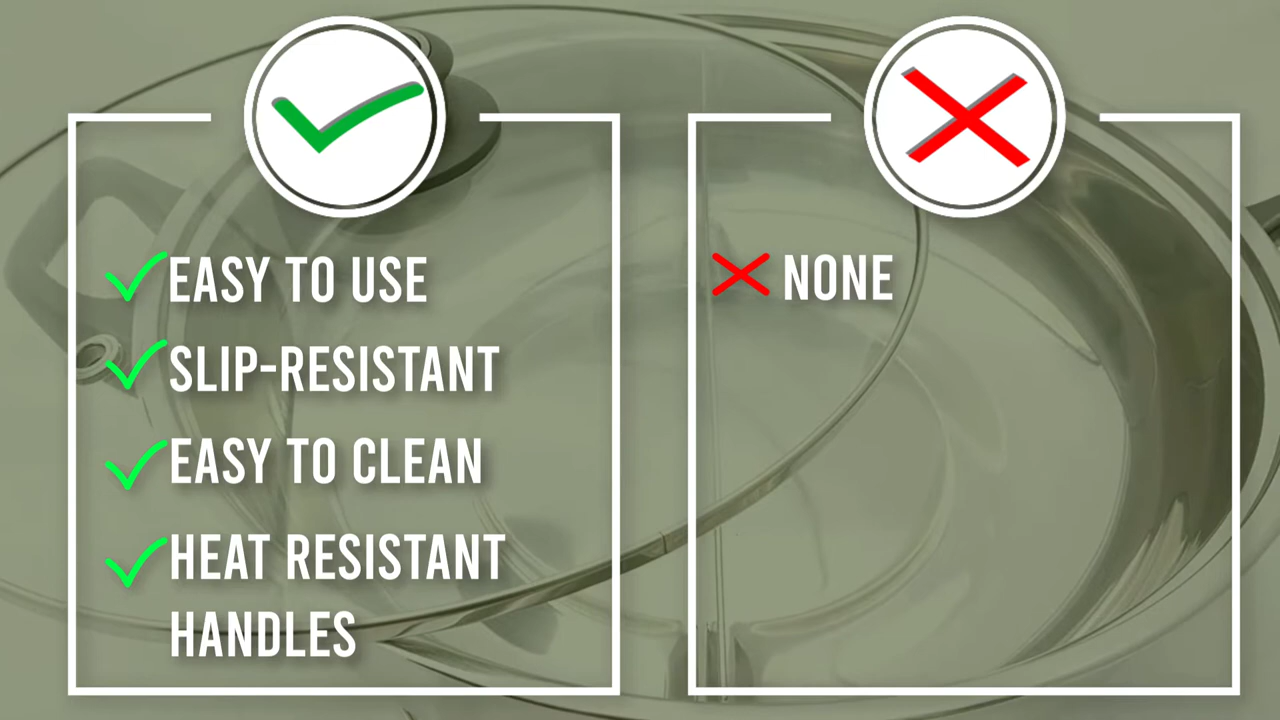 EASY TO USE
SLIP-RESISTANT
EASY TO CLEAN
HEAT RESISTANT
HANDLES
NONE